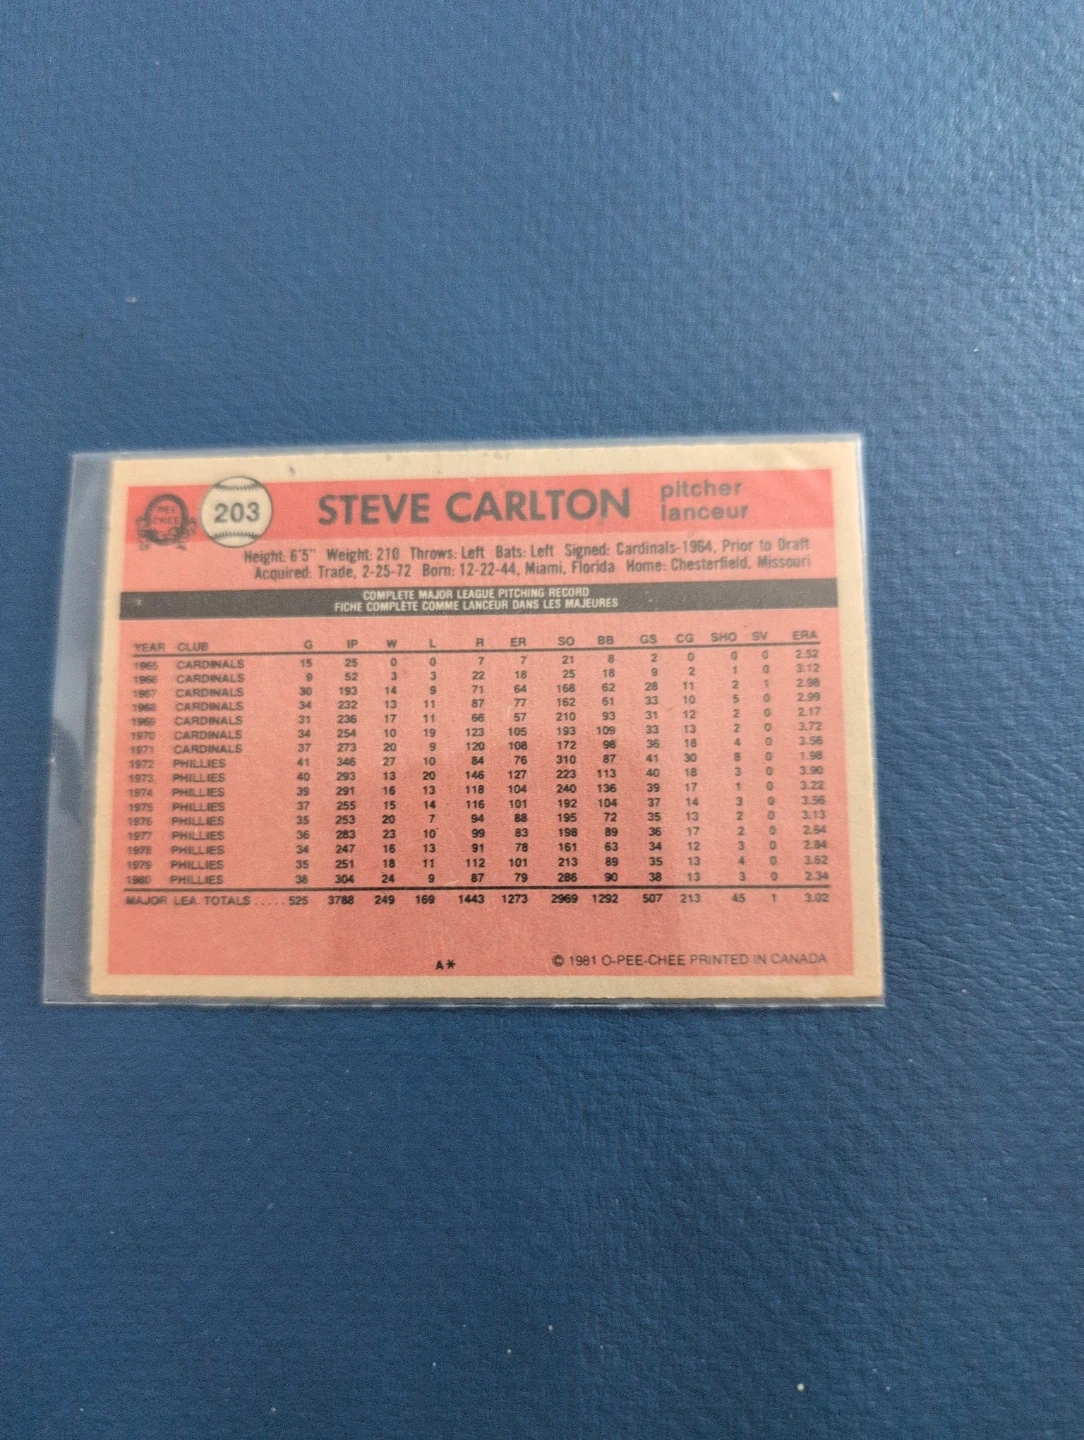 O PEE CHEE
203
STEVE CARLTON pitcher lanceur
Height: 6'5" Weight: 210 Throws: Left Bats: Left Signed: Cardinals-1964, Prior to Draft
Acquired: Trade, 2-25-72 Born: 12-22-44, Miami, Florida Home: Chesterfield, Missouri
COMPLETE MAJOR LEAGUE PITCHING RECORD
FICHE COMPLETE COMME LANCEUR DANS LES MAJEURES
YEAR CLUB G IP W L R ER SO BB GS CG SHO SV ERA
1965 CARDINALS 15 25 0 0 7 7 21 8 2 0 0 0 2.52
1966 CARDINALS 9 52 3 3 22 18 25 18 9 2 1 0 3.12
1967 CARDINALS 30 193 14 9 71 64 168 62 28 11 2 1 2.98
1968 CARDINALS 34 232 13 11 87 77 162 61 33 10 5 0 2.99
1969 CARDINALS 31 236 17 11 66 57 210 93 31 12 2 0 2.17
1970 CARDINALS 34 254 10 19 123 105 193 109 33 13 2 0 3.72
1971 CARDINALS 37 273 20 9 120 108 172 98 36 18 4 0 3.56
1972 PHILLIES 41 346 27 10 84 76 310 87 41 30 8 0 1.98
1973 PHILLIES 40 293 13 20 146 127 223 113 40 18 3 0 3.90
1974 PHILLIES 39 291 16 13 118 104 240 136 39 17 1 0 3.22
1975 PHILLIES 37 255 15 14 116 101 192 104 37 14 3 0 3.56
1976 PHILLIES 35 253 20 7 94 88 195 72 35 13 2 0 3.13
1977 PHILLIES 36 283 23 10 99 83 198 89 36 17 2 0 2.64
1978 PHILLIES 34 247 16 13 91 78 161 63 34 12 3 0 2.84
1979 PHILLIES 35 251 18 11 112 101 213 89 35 13 4 0 3.62
1980 PHILLIES 38 304 24 9 87 79 286 90 38 13 3 0 2.34
MAJOR LEA. TOTALS ..... 525 3788 249 169 1443 1273 2969 1292 507 213 45 1 3.02
A* © 1981 O-PEE-CHEE PRINTED IN CANADA